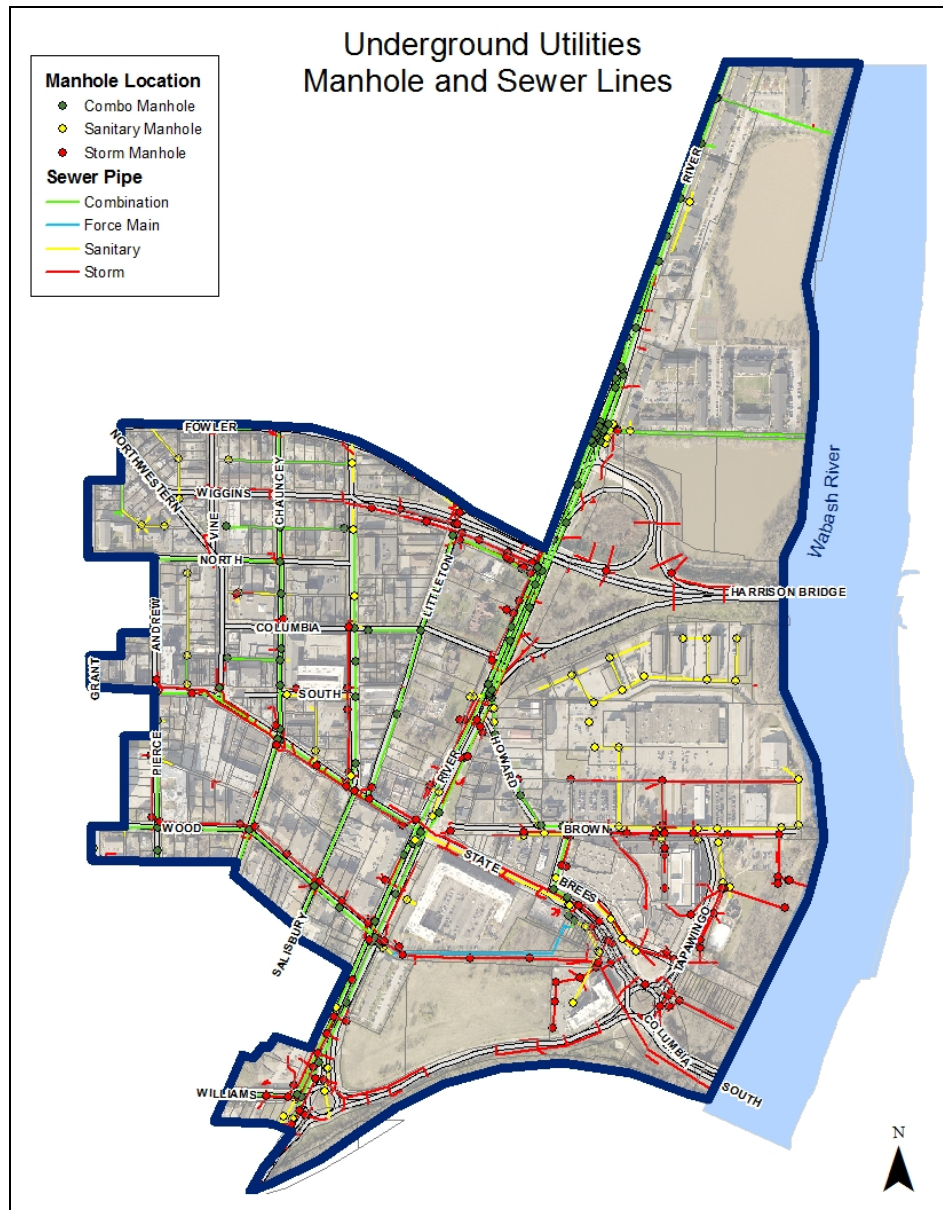 Underground Utilities
Manhole and Sewer Lines
Manhole Location
Combo Manhole
Sanitary Manhole
Storm Manhole
Sewer Pipe
Combination
Force Main
Sanitary
Storm
RIVER
FOWLER
NORTHWESTERN
WIGGINS
CHAUNCEY
VINE
NORTH
Wabash River
HARRISON BRIDGE
LITTLETON
ANDREW
COLUMBIA
GRANT
SOUTH
PIERCE
RIVER
HOWARD
WOOD
BROWN
STATE
BREES
SALISBURY
TAPAWINGO
COLUMBIA
SOUTH
WILLIAMS
N